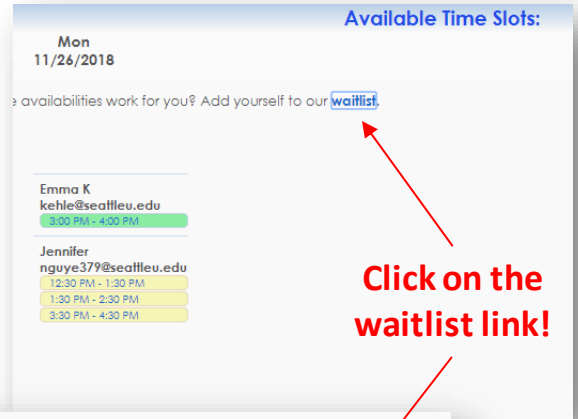 Available Time Slots:
Mon
11/26/2018
availabilities work for you? Add yourself to our waitlist.
Emma K
kehle@seattleu.edu
3:00 PM - 4:00 PM
Jennifer
nguye379@seattleu.edu
12:30 PM - 1:30 PM
1:30 PM - 2:30 PM
3:30 PM - 4:30 PM
Click on the
waitlist link!